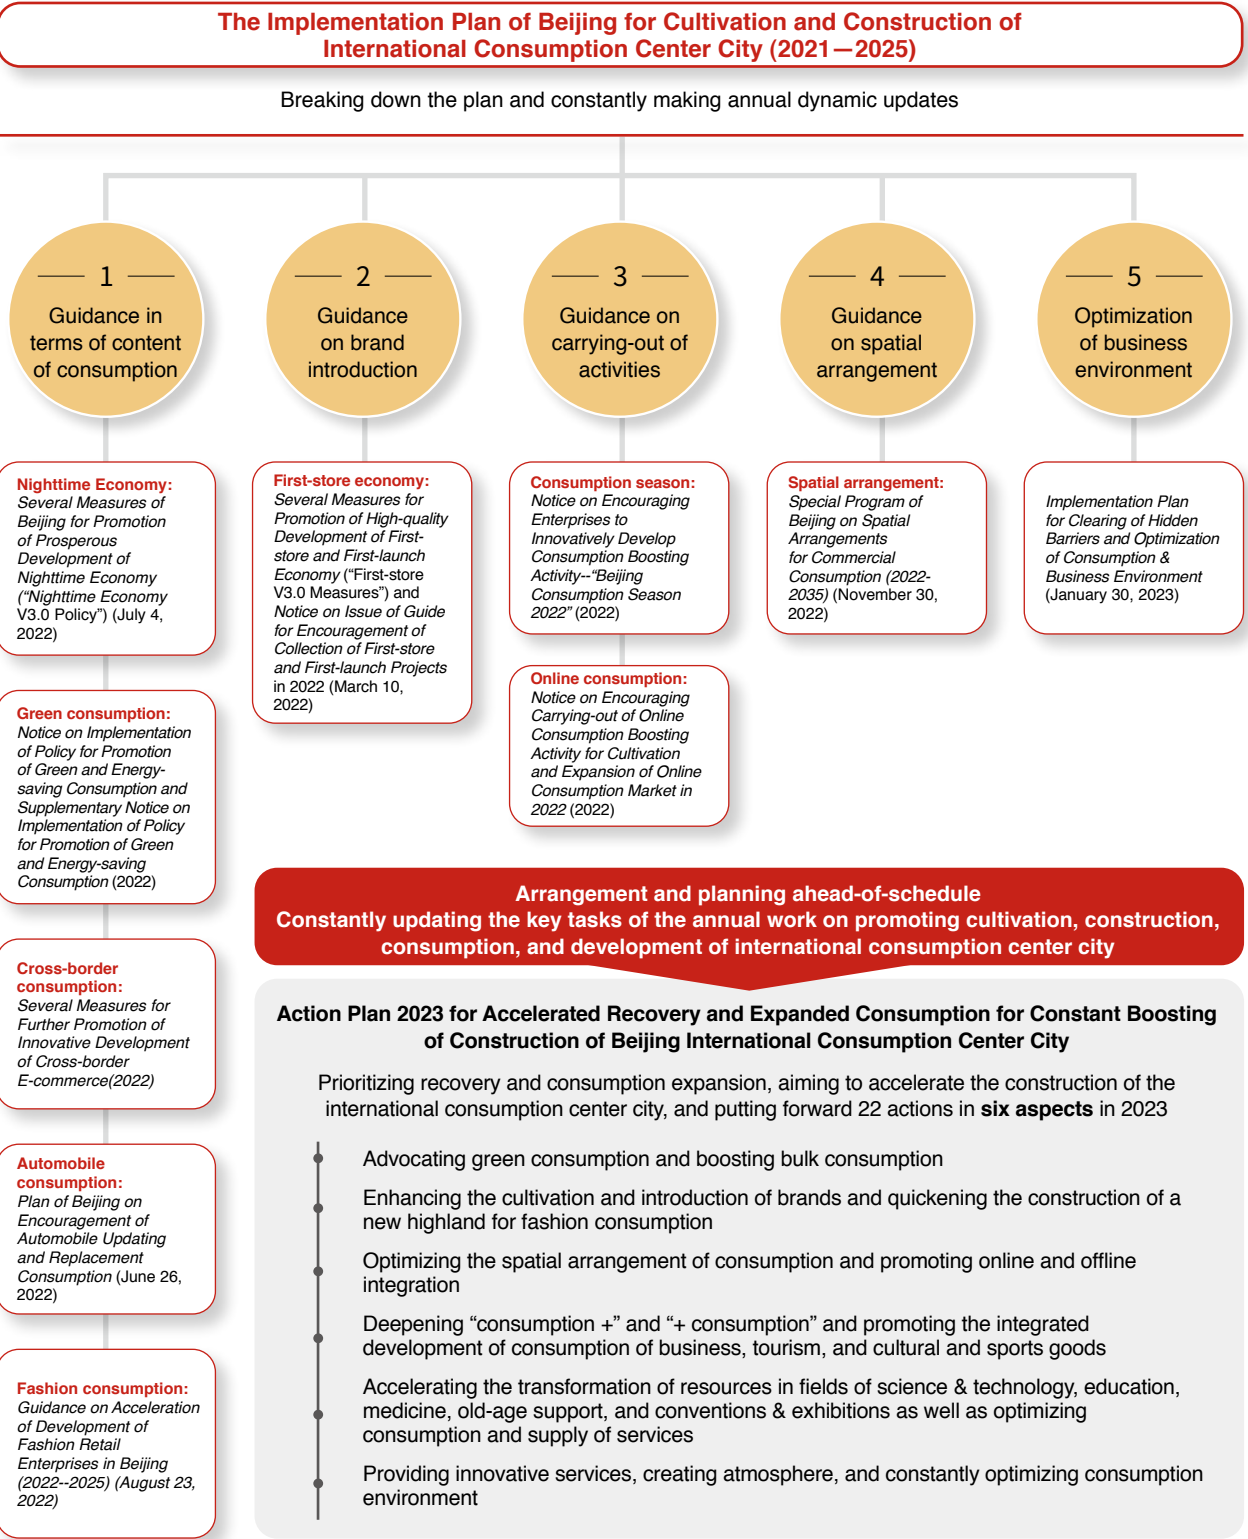 The Implementation Plan of Beijing for Cultivation and Construction of
International Consumption Center City (2021—2025)
Breaking down the plan and constantly making annual dynamic updates
1
Guidance in
terms of content
of consumption
2
Guidance
on brand
introduction
3
Guidance on
carrying-out of
activities
4
Guidance
on spatial
arrangement
5
Optimization
of business
environment
Nighttime Economy:
Several Measures of
Beijing for Promotion
of Prosperous
Development of
Nighttime Economy
(“Nighttime Economy
V3.0 Policy”) (July 4,
2022)
Green consumption:
Notice on Implementation
of Policy for Promotion
of Green and Energy-
saving Consumption and
Supplementary Notice on
Implementation of Policy
for Promotion of Green
and Energy-saving
Consumption (2022)
Cross-border
consumption:
Several Measures for
Further Promotion of
Innovative Development
of Cross-border
E-commerce(2022)
Automobile
consumption:
Plan of Beijing on
Encouragement of
Automobile Updating
and Replacement
Consumption (June 26,
2022)
Fashion consumption:
Guidance on Acceleration
of Development of
Fashion Retail
Enterprises in Beijing
(2022--2025) (August 23,
2022)
First-store economy:
Several Measures for
Promotion of High-quality
Development of First-
store and First-launch
Economy (“First-store
V3.0 Measures”) and
Notice on Issue of Guide
for Encouragement of
Collection of First-store
and First-launch Projects
in 2022 (March 10,
2022)
Consumption season:
Notice on Encouraging
Enterprises to
Innovatively Develop
Consumption Boosting
Activity--“Beijing
Consumption Season
2022” (2022)
Online consumption:
Notice on Encouraging
Carrying-out of Online
Consumption Boosting
Activity for Cultivation
and Expansion of Online
Consumption Market in
2022 (2022)
Spatial arrangement:
Special Program of
Beijing on Spatial
Arrangements
for Commercial
Consumption (2022-
2035) (November 30,
2022)
Implementation Plan
for Clearing of Hidden
Barriers and Optimization
of Consumption &
Business Environment
(January 30, 2023)
Arrangement and planning ahead-of-schedule
Constantly updating the key tasks of the annual work on promoting cultivation, construction,
consumption, and development of international consumption center city
Action Plan 2023 for Accelerated Recovery and Expanded Consumption for Constant Boosting
of Construction of Beijing International Consumption Center City
Prioritizing recovery and consumption expansion, aiming to accelerate the construction of the
international consumption center city, and putting forward 22 actions in six aspects in 2023
Advocating green consumption and boosting bulk consumption
Enhancing the cultivation and introduction of brands and quickening the construction of a
new highland for fashion consumption
Optimizing the spatial arrangement of consumption and promoting online and offline
integration
Deepening “consumption +” and “+ consumption” and promoting the integrated
development of consumption of business, tourism, and cultural and sports goods
Accelerating the transformation of resources in fields of science & technology, education,
medicine, old-age support, and conventions & exhibitions as well as optimizing
consumption and supply of services
Providing innovative services, creating atmosphere, and constantly optimizing consumption
environment